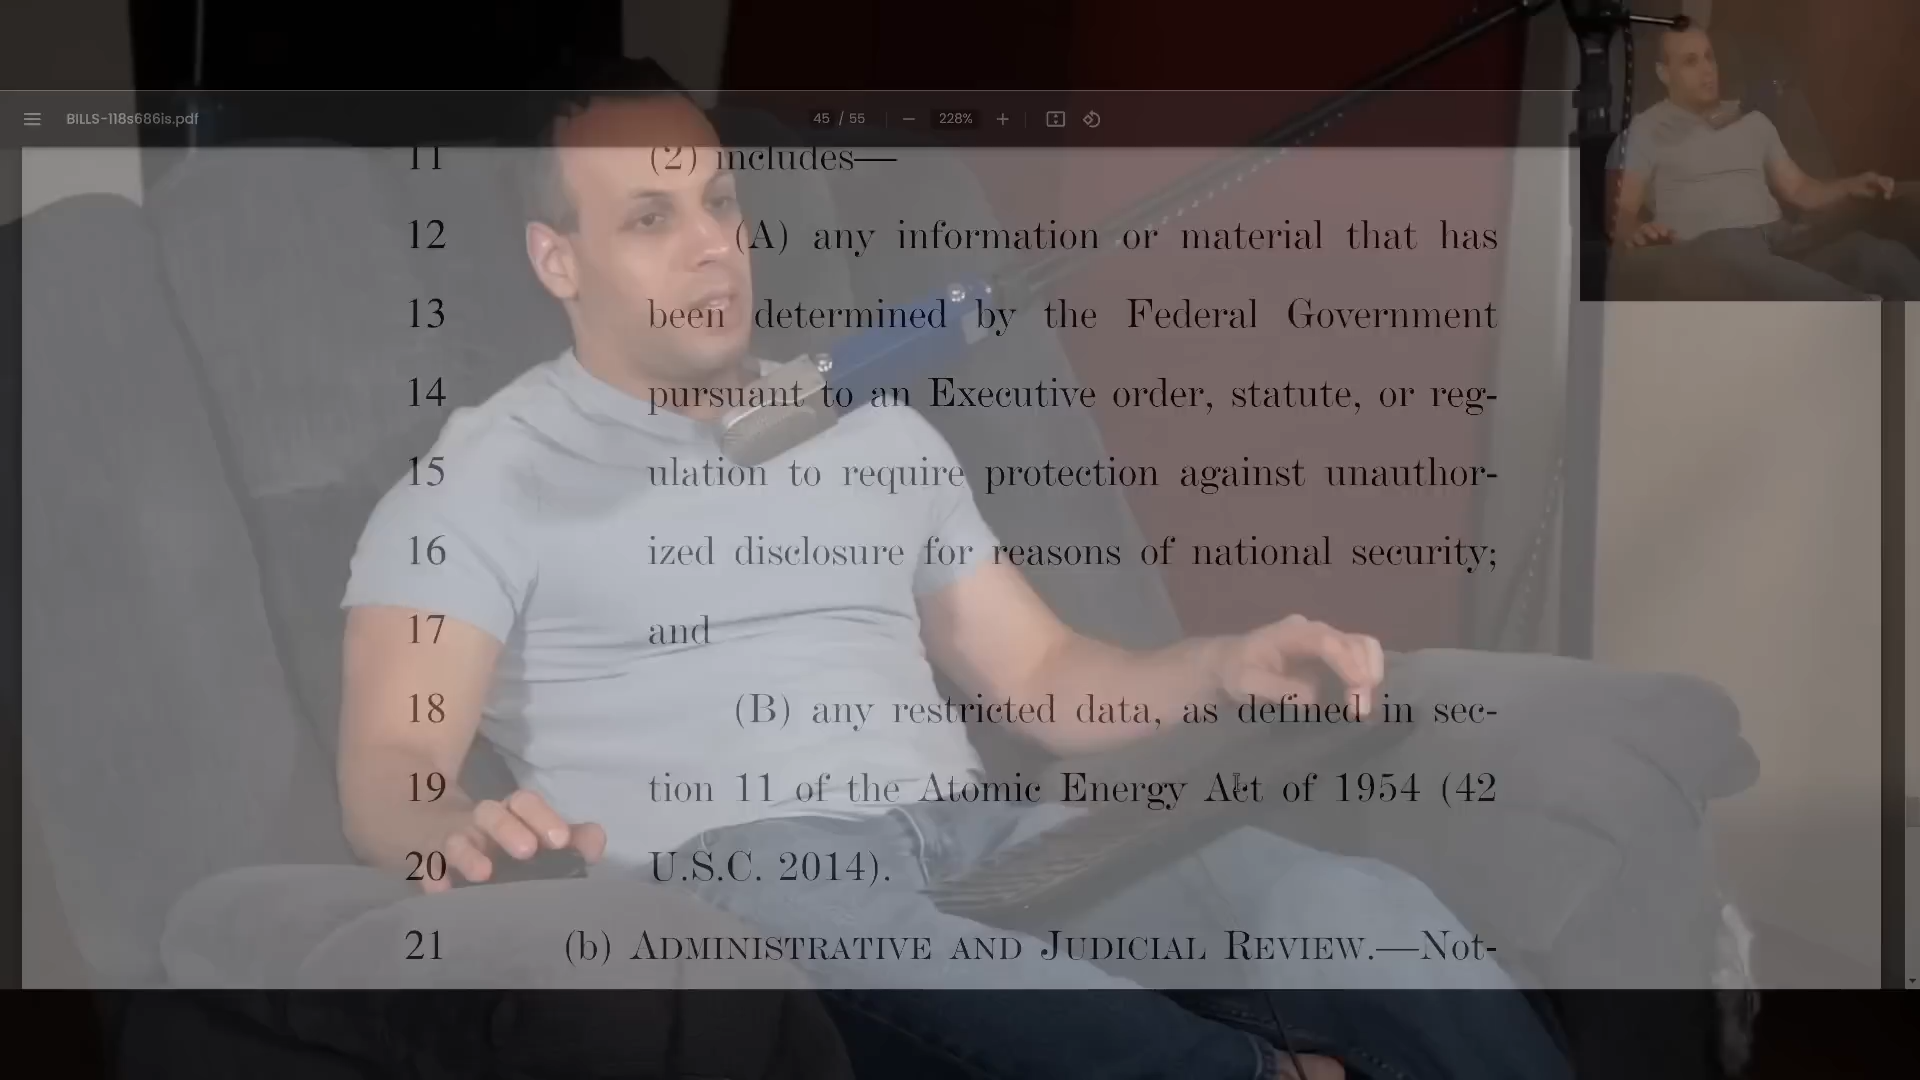 BILLS-118s686is.pdf 45 / 55 228%
11 (2) includes—
12 (A) any information or material that has
13 been determined by the Federal Government
14 pursuant to an Executive order, statute, or reg-
15 ulation to require protection against unauthor-
16 ized disclosure for reasons of national security;
17 and
18 (B) any restricted data, as defined in sec-
19 tion 11 of the Atomic Energy Act of 1954 (42
20 U.S.C. 2014).
21 (b) ADMINISTRATIVE AND JUDICIAL REVIEW.—Not-